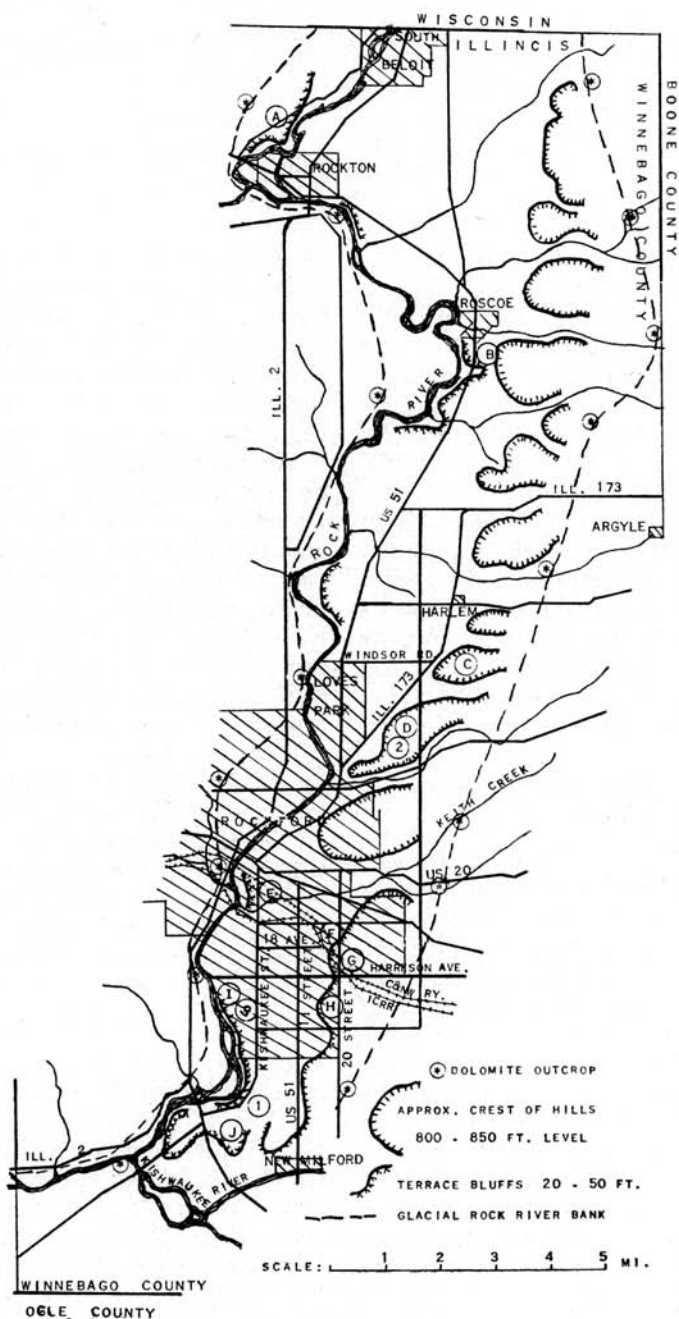 WISCONSIN
SOUTH
ILLINOIS
BELOIT
BOONE COUNTY
WINNEBAGO COUNTY
A
ROCKTON
ROSCOE
B
RIVER
ILL. 2
US 51
ILL. 173
ROCK
ARGYLE
HARLEM
WINDSOR RD.
C
LOVES
PARK
ILL. 173
D
2
KEITH CREEK
ROCKFORD
US 20
E
18 AVE.
F
G
HARRISON AVE.
KISHWAUKEE ST.
11 STREET
20 STREET
C&NW RY.
ICRR
I
H
DOLOMITE OUTCROP
APPROX. CREST OF HILLS
800 - 850 FT. LEVEL
1
US 51
J
ILL. 2
NEW MILFORD
KISHWAUKEE RIVER
TERRACE BLUFFS 20 - 50 FT.
GLACIAL ROCK RIVER BANK
SCALE: 1 2 3 4 5 MI.
WINNEBAGO COUNTY
OGLE COUNTY